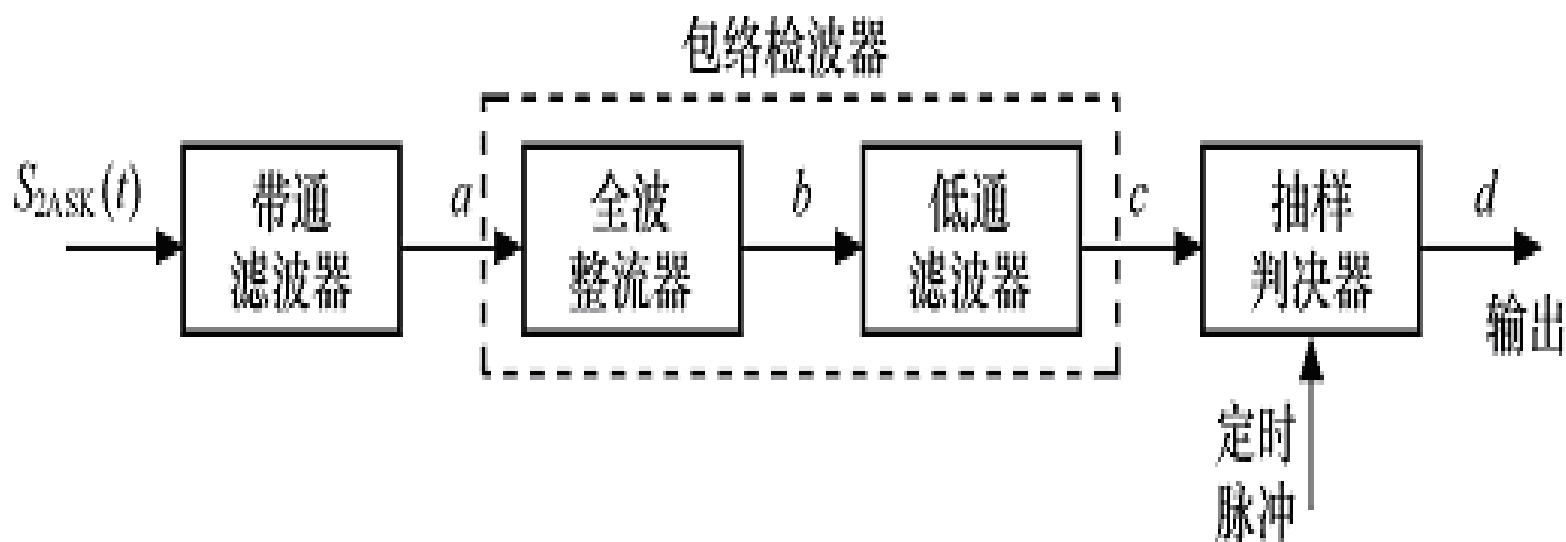 包络检波器
S2ASK(t)
带通
滤波器
a
全波
整流器
b
低通
滤波器
c
抽样
判决器
d
输出
定时
脉冲